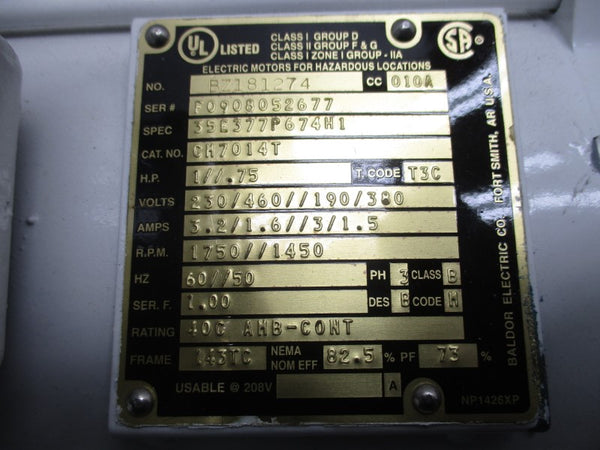 CLASS I GROUP D
UL LISTED CLASS II GROUP F & G SA
CLASS I ZONE I GROUP - IIA
ELECTRIC MOTORS FOR HAZARDOUS LOCATIONS
NO. BZ181274 CC 010A
SER # F0908052677
SPEC 35E377P674H1
CAT. NO. CM7014T
H.P. 1//.75 T. CODE T3C
VOLTS 230/460//190/380
AMPS 3.2/1.6//3/1.5
R.P.M. 1750//1450
HZ 60//50 PH 3 CLASS B
SER. F. 1.00 DES B CODE M
RATING 40C AMB-CONT
FRAME 143TC NEMA NOM EFF 82.5 % PF 73 %
USABLE @ 208V A
NP1426XP
BALDOR ELECTRIC CO. FORT SMITH, AR U.S.A.